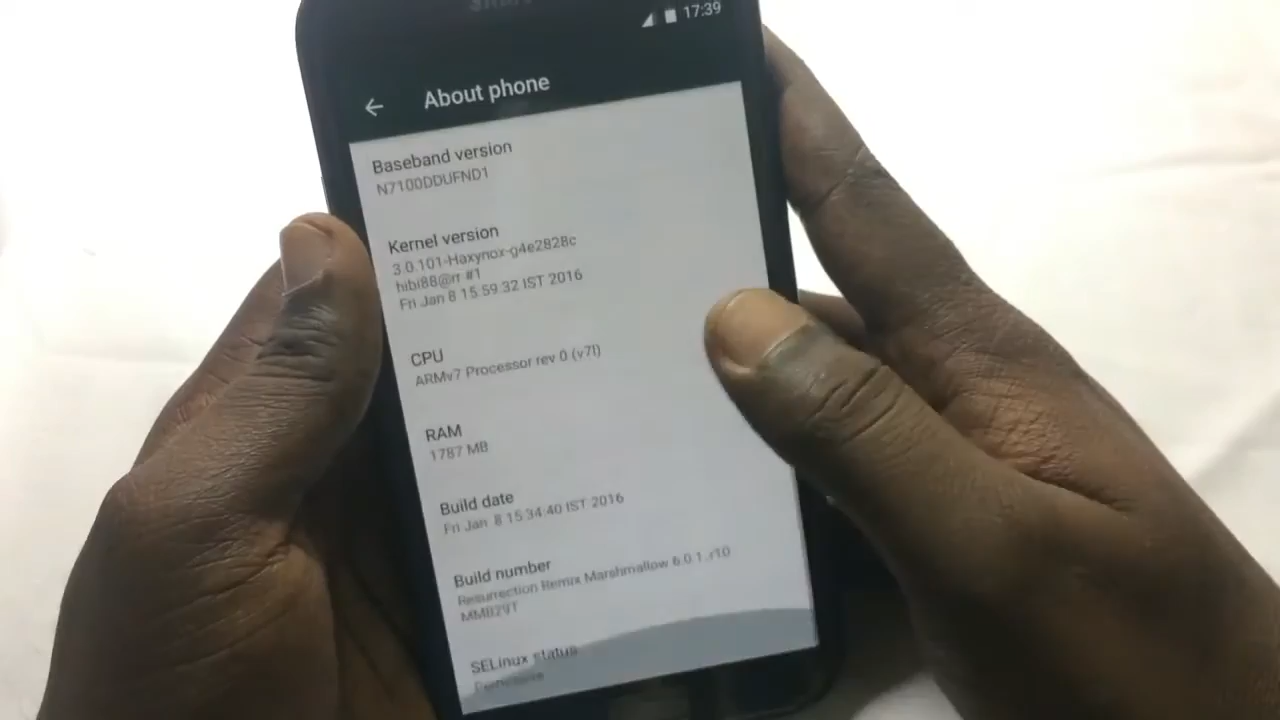 17:39
About phone
Baseband version
N7100DDUFND1
Kernel version
3.0.101-Haxynox-g4e2828c
hibi88@rr #1
Fri Jan 8 15:59:32 IST 2016
CPU
ARMv7 Processor rev 0 (v7l)
RAM
1787 MB
Build date
Fri Jan 8 15:34:40 IST 2016
Build number
Resurrection Remix Marshmallow 6.0.1_r10
MMB29T
SELinux status